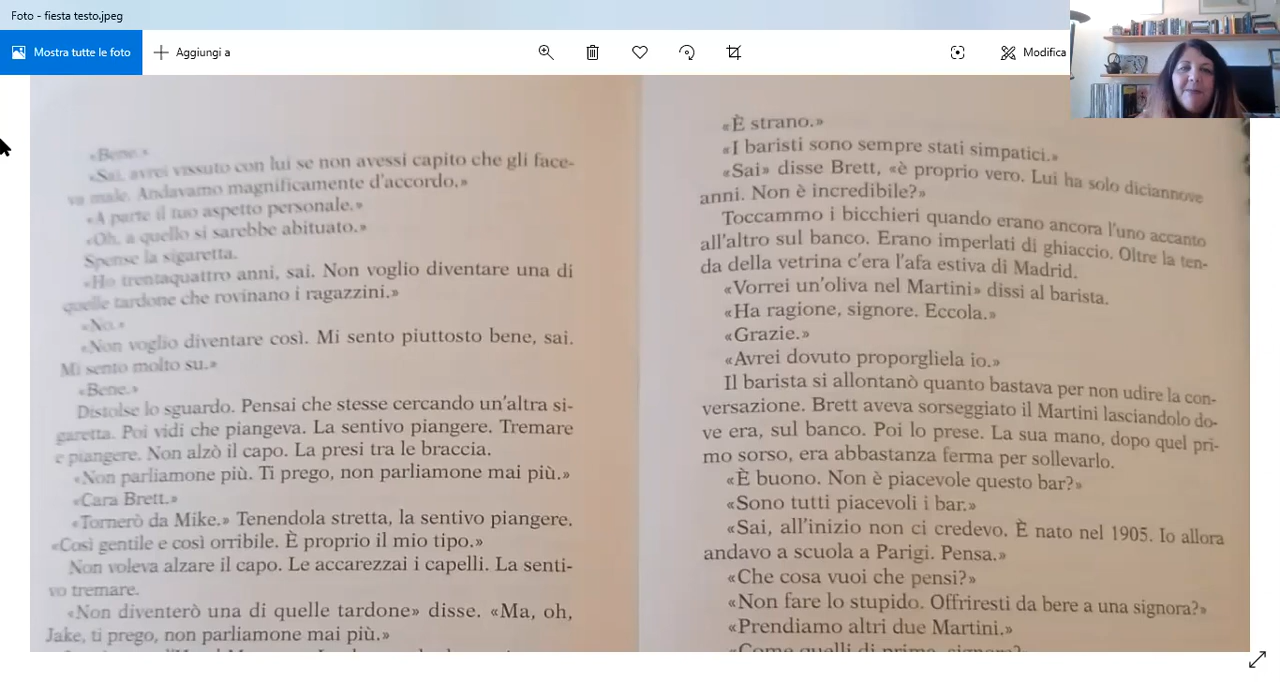 Foto - fiesta testo.jpeg
Mostra tutte le foto
Aggiungi a
Modifica
«Bene.»
«Sai, avrei vissuto con lui se non avessi capito che gli face-
va male. Andavamo magnificamente d'accordo.»
«A parte il tuo aspetto personale.»
«Oh, a quello si sarebbe abituato.»
Spense la sigaretta.
«Ho trentaquattro anni, sai. Non voglio diventare una di
quelle tardone che rovinano i ragazzini.»
«No.»
«Non voglio diventare così. Mi sento piuttosto bene, sai.
Mi sento molto su.»
«Bene.»
Distolse lo sguardo. Pensai che stesse cercando un'altra si-
garetta. Poi vidi che piangeva. La sentivo piangere. Tremare
e piangere. Non alzò il capo. La presi tra le braccia.
«Non parliamone più. Ti prego, non parliamone mai più.»
«Cara Brett.»
«Tornerò da Mike.» Tenendola stretta, la sentivo piangere.
«Così gentile e così orribile. È proprio il mio tipo.»
Non voleva alzare il capo. Le accarezzai i capelli. La senti-
vo tremare.
«Non diventerò una di quelle tardone» disse. «Ma, oh,
Jake, ti prego, non parliamone mai più.»
«È strano.»
«I baristi sono sempre stati simpatici.»
«Sai» disse Brett, «è proprio vero. Lui ha solo diciannove
anni. Non è incredibile?»
Toccammo i bicchieri quando erano ancora l'uno accanto
all'altro sul banco. Erano imperlati di ghiaccio. Oltre la ten-
da della vetrina c'era l'afa estiva di Madrid.
«Vorrei un'oliva nel Martini» dissi al barista.
«Ha ragione, signore. Eccola.»
«Grazie.»
«Avrei dovuto proporgliela io.»
Il barista si allontanò quanto bastava per non udire la con-
versazione. Brett aveva sorseggiato il Martini lasciandolo do-
ve era, sul banco. Poi lo prese. La sua mano, dopo quel pri-
mo sorso, era abbastanza ferma per sollevarlo.
«È buono. Non è piacevole questo bar?»
«Sono tutti piacevoli i bar.»
«Sai, all'inizio non ci credevo. È nato nel 1905. Io allora
andavo a scuola a Parigi. Pensa.»
«Che cosa vuoi che pensi?»
«Non fare lo stupido. Offriresti da bere a una signora?»
«Prendiamo altri due Martini.»
«Come quelli di prima, signore?